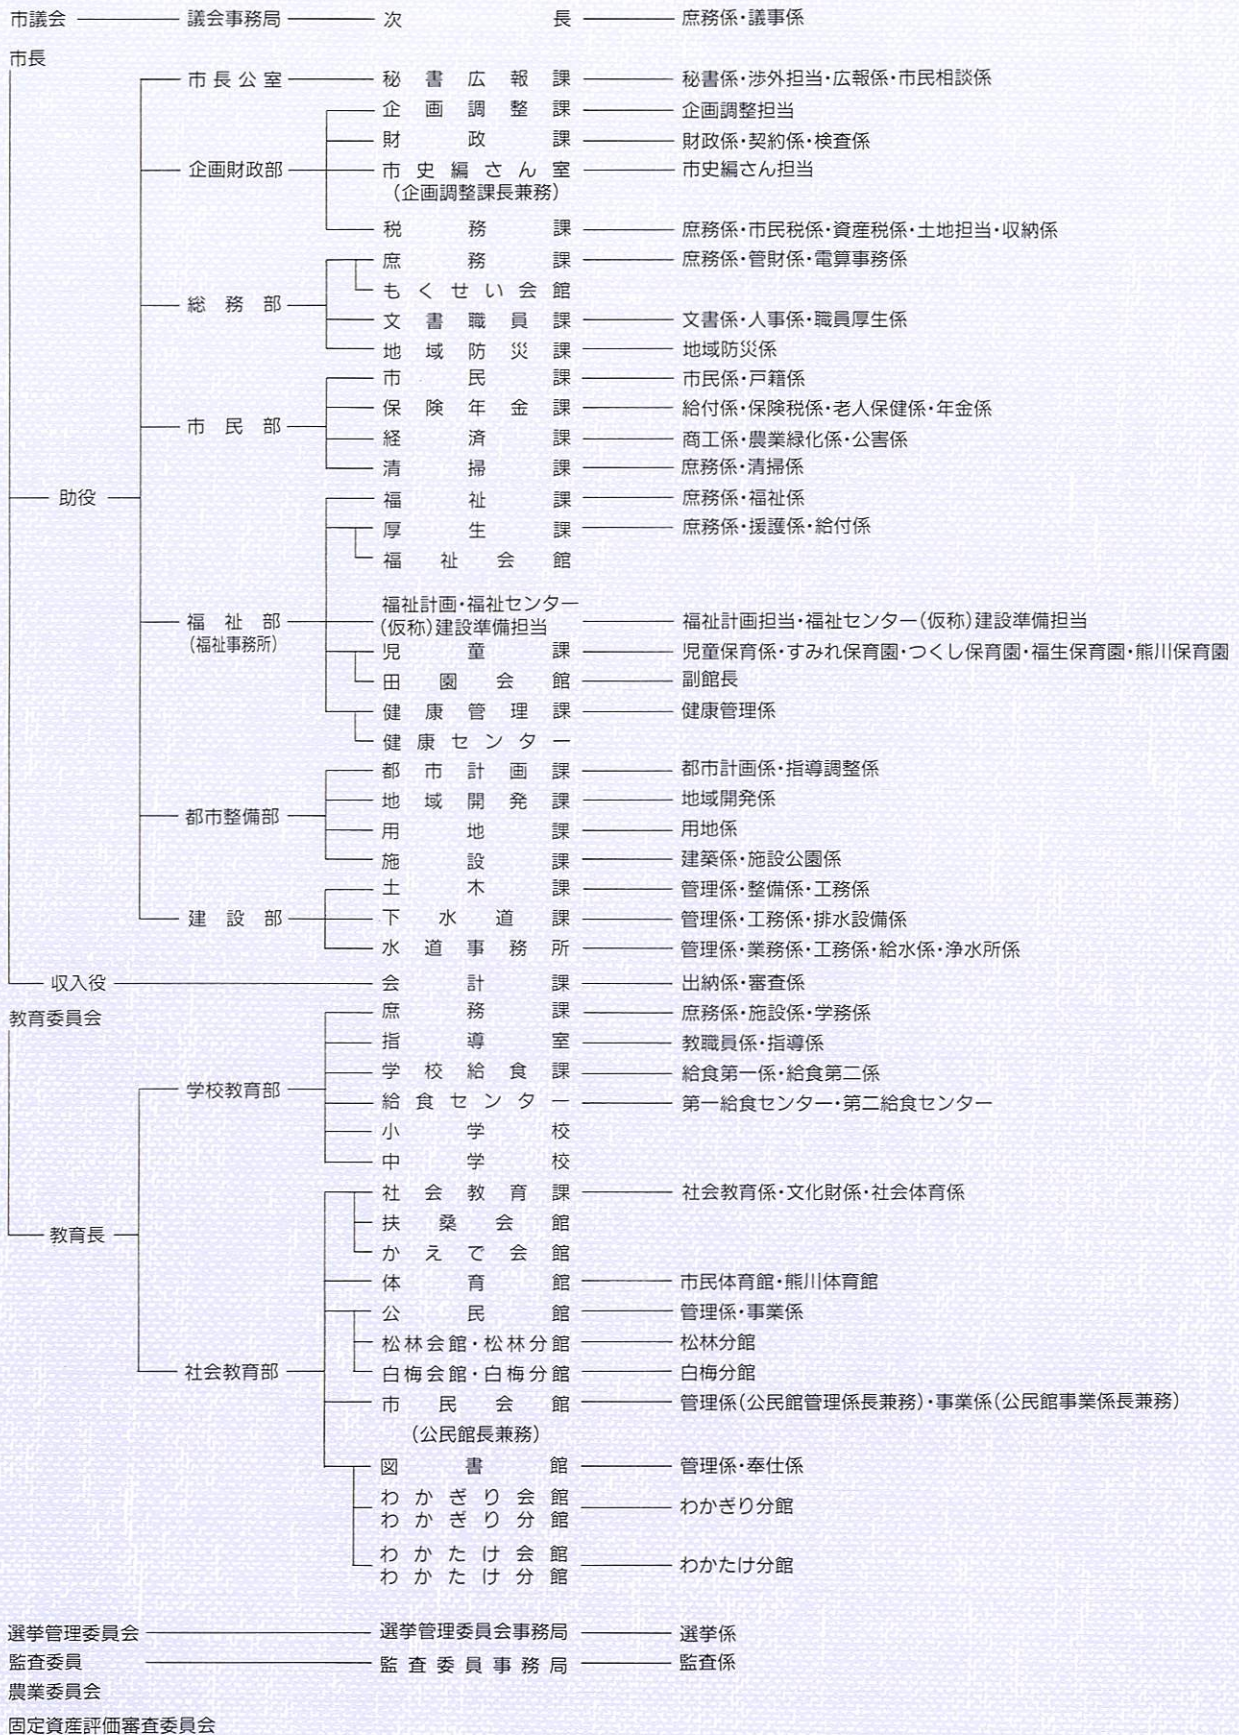 市議会 議会事務局 次長 庶務係・議事係
市長
市長公室 秘書広報課 秘書係・渉外担当・広報係・市民相談係
企画調整課 企画調整担当
財政課 財政係・契約係・検査係
企画財政部 市史編さん室 市史編さん担当
(企画調整課長兼務)
税務課 庶務係・市民税係・資産税係・土地担当・収納係
庶務課 庶務係・管財係・電算事務係
もくせい会館
総務部
文書職員課 文書係・人事係・職員厚生係
地域防災課 地域防災係
市民課 市民係・戸籍係
保険年金課 給付係・保険税係・老人保健係・年金係
市民部
経済課 商工係・農業緑化係・公害係
清掃課 庶務係・清掃係
助役 福祉課 庶務係・福祉係
厚生課 庶務係・援護係・給付係
福祉会館
福祉計画・福祉センター
福祉部 (仮称)建設準備担当 福祉計画担当・福祉センター(仮称)建設準備担当
(福祉事務所)
児童課 児童保育係・すみれ保育園・つくし保育園・福生保育園・熊川保育園
田園会館 副館長
健康管理課 健康管理係
健康センター
都市計画課 都市計画係・指導調整係
地域開発課 地域開発係
都市整備部
用地課 用地係
施設課 建築係・施設公園係
土木課 管理係・整備係・工務係
建設部 下水道課 管理係・工務係・排水設備係
水道事務所 管理係・業務係・工務係・給水係・浄水所係
収入役 会計課 出納係・審査係
教育委員会
庶務課 庶務係・施設係・学務係
指導室 教職員係・指導係
学校給食課 給食第一係・給食第二係
学校教育部
給食センター 第一給食センター・第二給食センター
小学校
中学校
社会教育課 社会教育係・文化財係・社会体育係
扶桑会館
教育長
かえで会館
体育館 市民体育館・熊川体育館
公民館 管理係・事業係
松林会館・松林分館 松林分館
社会教育部 白梅会館・白梅分館 白梅分館
市民会館 管理係(公民館管理係長兼務)・事業係(公民館事業係長兼務)
(公民館長兼務)
図書館 管理係・奉仕係
わかぎり会館
わかぎり分館 わかぎり分館
わかたけ会館
わかたけ分館 わかたけ分館
選挙管理委員会 選挙管理委員会事務局 選挙係
監査委員 監査委員事務局 監査係
農業委員会
固定資産評価審査委員会